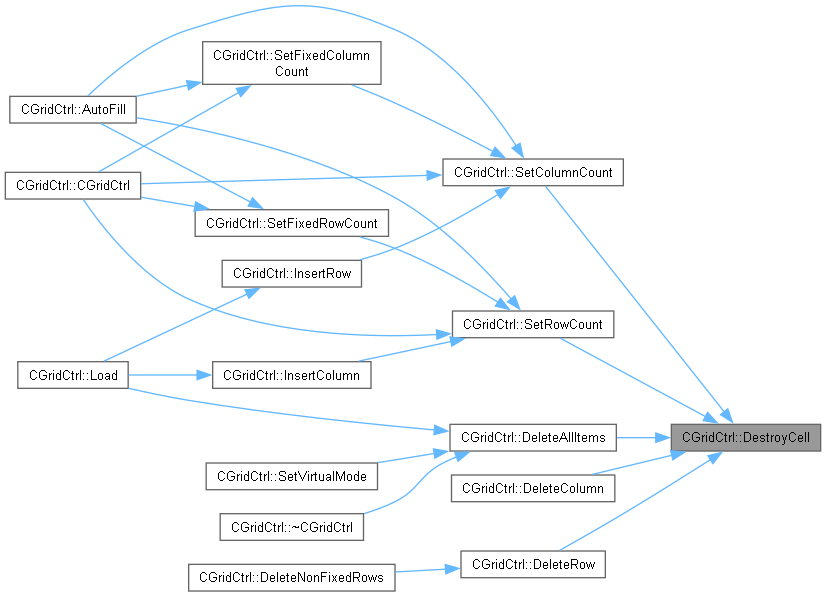 CGridCtrl::SetFixedColumn
Count
CGridCtrl::AutoFill
CGridCtrl::SetColumnCount
CGridCtrl::CGridCtrl
CGridCtrl::SetFixedRowCount
CGridCtrl::InsertRow
CGridCtrl::SetRowCount
CGridCtrl::Load
CGridCtrl::InsertColumn
CGridCtrl::DeleteAllItems
CGridCtrl::DestroyCell
CGridCtrl::SetVirtualMode
CGridCtrl::DeleteColumn
CGridCtrl::~CGridCtrl
CGridCtrl::DeleteRow
CGridCtrl::DeleteNonFixedRows